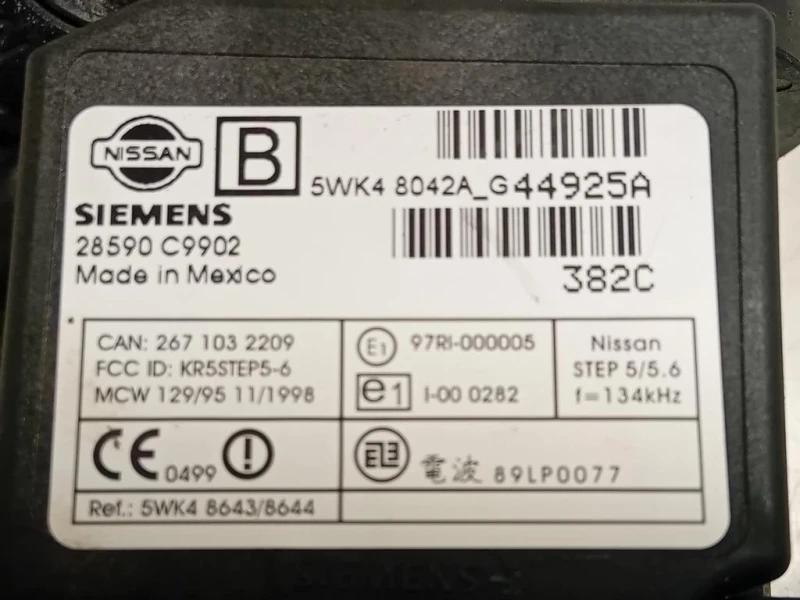 NISSAN
B
5WK4 8042A_G44925A
SIEMENS
28590 C9902
382C
Made in Mexico
CAN: 267 103 2209
FCC ID: KR5STEP5-6
MCW 129/95 11/1998
E1 97RI-000005
e1 I-00 0282
Nissan
STEP 5/5.6
f=134kHz
CE 0499
電波 89LP0077
Ref.: 5WK4 8643/8644
SIEMENS